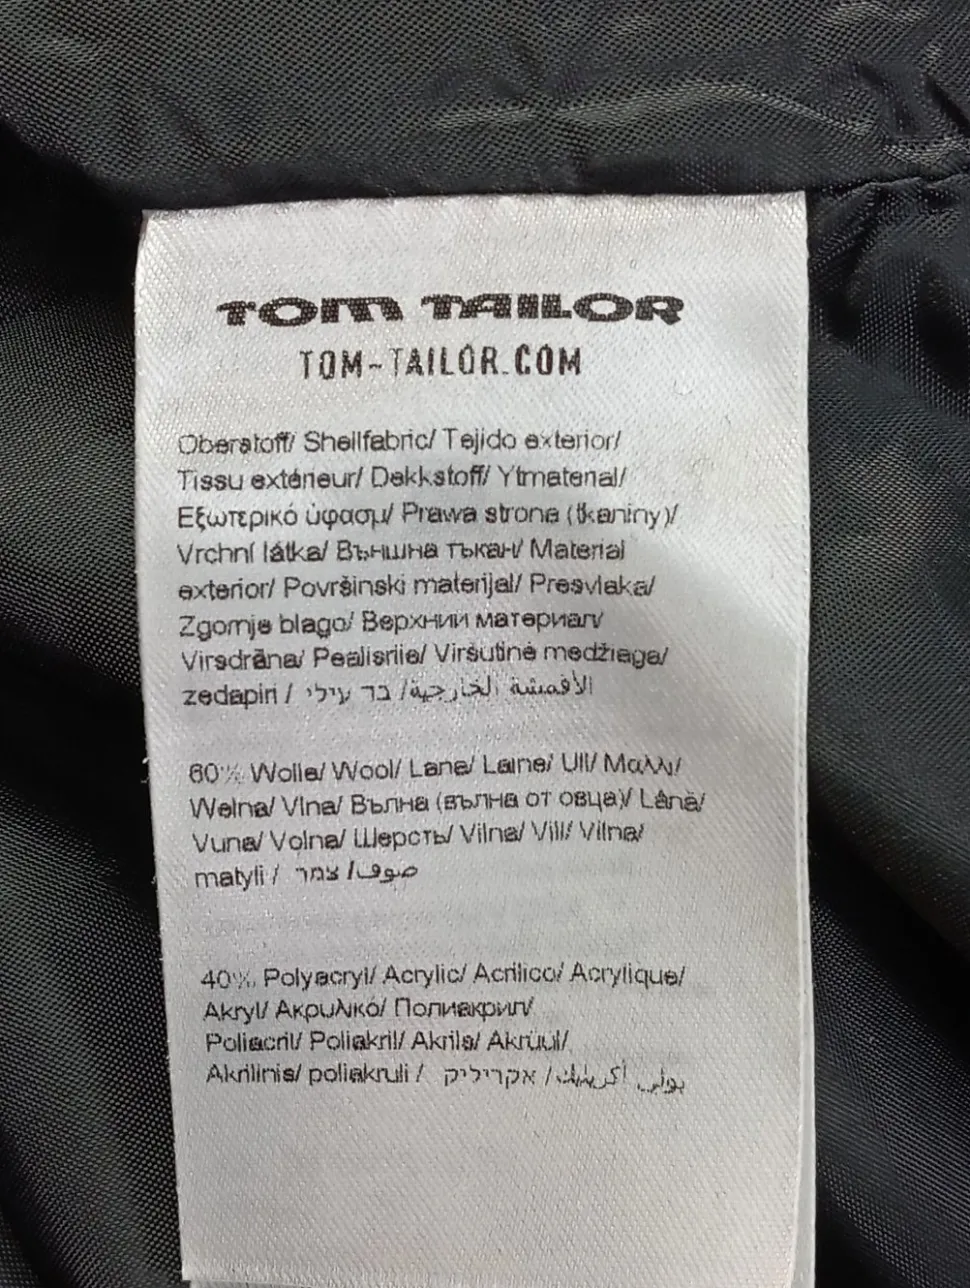 TOM TAILOR
TOM-TAILOR.COM
Oberstoff/ Shellfabric/ Tejido exterior/
Tissu extérieur/ Dekkstoff/ Ytmaterial/
Εξωτερικό ύφασμ/ Prawa strona (tkaniny)/
Vrchní látka/ Външна тъкан/ Material
exterior/ Površinski materijal/ Presvlaka/
Zgornje blago/ Верхнии материал/
Virsdrāna/ Pealisriie/ Viršutinė medžiaga/
zedapiri / בד עילי /الأقمشة الخارجية
60% Wolle/ Wool/ Lana/ Laine/ Ull/ Μαλλι/
Wełna/ Vlna/ Вълна (вълна от овца)/ Lână/
Vuna/ Volna/ Шерсть/ Vilna/ Vill/ Vilna/
matyli / צמר /صوف
40% Polyacryl/ Acrylic/ Acrilico/ Acrylique/
Akryl/ Ακρυλικό/ Полиакрил/
Poliacril/ Poliakril/ Akrils/ Akrüül/
Akrilinis/ poliakruli / אקריליק /بولي أكريليك